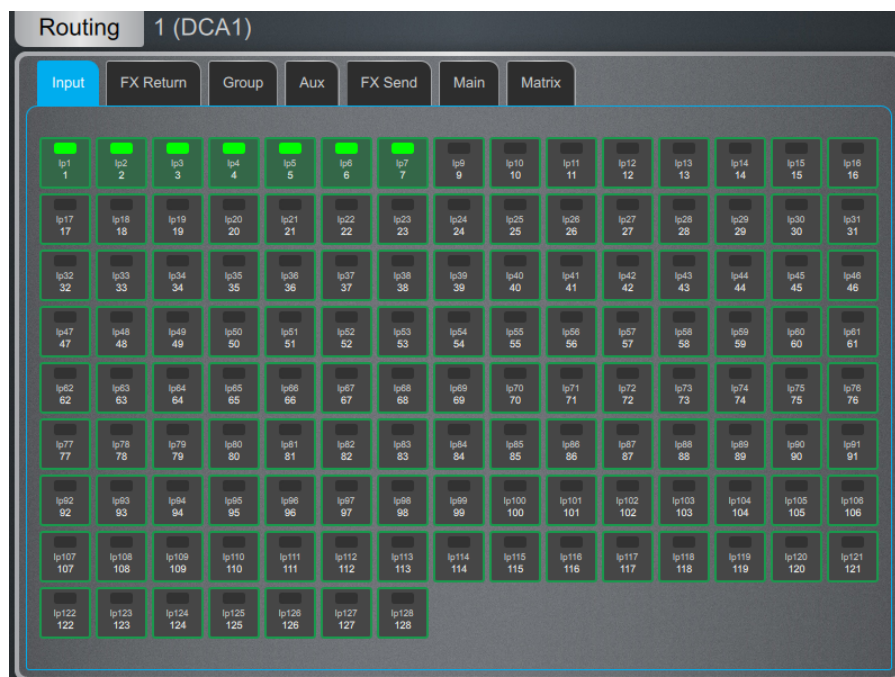 Routing 1 (DCA1)
Input FX Return Group Aux FX Send Main Matrix
Ip1 Ip2 Ip3 Ip4 Ip5 Ip6 Ip7 Ip9 Ip10 Ip11 Ip12 Ip13 Ip14 Ip15 Ip16
1 2 3 4 5 6 7 9 10 11 12 13 14 15 16
Ip17 Ip18 Ip19 Ip20 Ip21 Ip22 Ip23 Ip24 Ip25 Ip26 Ip27 Ip28 Ip29 Ip30 Ip31
17 18 19 20 21 22 23 24 25 26 27 28 29 30 31
Ip32 Ip33 Ip34 Ip35 Ip36 Ip37 Ip38 Ip39 Ip40 Ip41 Ip42 Ip43 Ip44 Ip45 Ip46
32 33 34 35 36 37 38 39 40 41 42 43 44 45 46
Ip47 Ip48 Ip49 Ip50 Ip51 Ip52 Ip53 Ip54 Ip55 Ip56 Ip57 Ip58 Ip59 Ip60 Ip61
47 48 49 50 51 52 53 54 55 56 57 58 59 60 61
Ip62 Ip63 Ip64 Ip65 Ip66 Ip67 Ip68 Ip69 Ip70 Ip71 Ip72 Ip73 Ip74 Ip75 Ip76
62 63 64 65 66 67 68 69 70 71 72 73 74 75 76
Ip77 Ip78 Ip79 Ip80 Ip81 Ip82 Ip83 Ip84 Ip85 Ip86 Ip87 Ip88 Ip89 Ip90 Ip91
77 78 79 80 81 82 83 84 85 86 87 88 89 90 91
Ip92 Ip93 Ip94 Ip95 Ip96 Ip97 Ip98 Ip99 Ip100 Ip101 Ip102 Ip103 Ip104 Ip105 Ip106
92 93 94 95 96 97 98 99 100 101 102 103 104 105 106
Ip107 Ip108 Ip109 Ip110 Ip111 Ip112 Ip113 Ip114 Ip115 Ip116 Ip117 Ip118 Ip119 Ip120 Ip121
107 108 109 110 111 112 113 114 115 116 117 118 119 120 121
Ip122 Ip123 Ip124 Ip125 Ip126 Ip127 Ip128
122 123 124 125 126 127 128